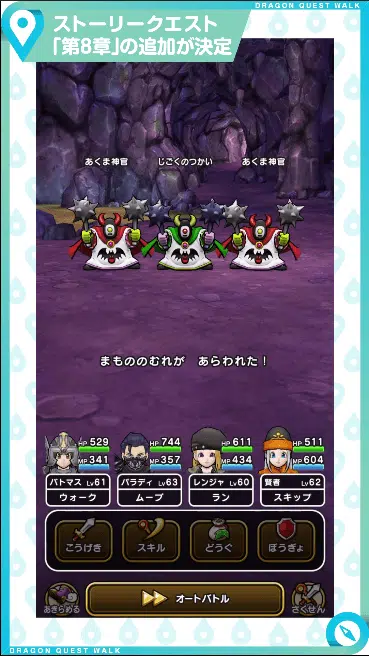 DRAGON QUEST WALK
ストーリークエスト
「第8章」の追加が決定
あくま神官 じごくのつかい あくま神官
まもののむれが あらわれた！
HP 529 HP 744 HP 611 HP 511
MP 341 MP 357 MP 434 MP 604
バトマス Lv61 パラディ Lv63 レンジャ Lv60 賢者 Lv62
ウォーク ムーブ ラン スキップ
こうげき スキル どうぐ ぼうぎょ
あきらめる オートバトル さくせん
DRAGON QUEST WALK